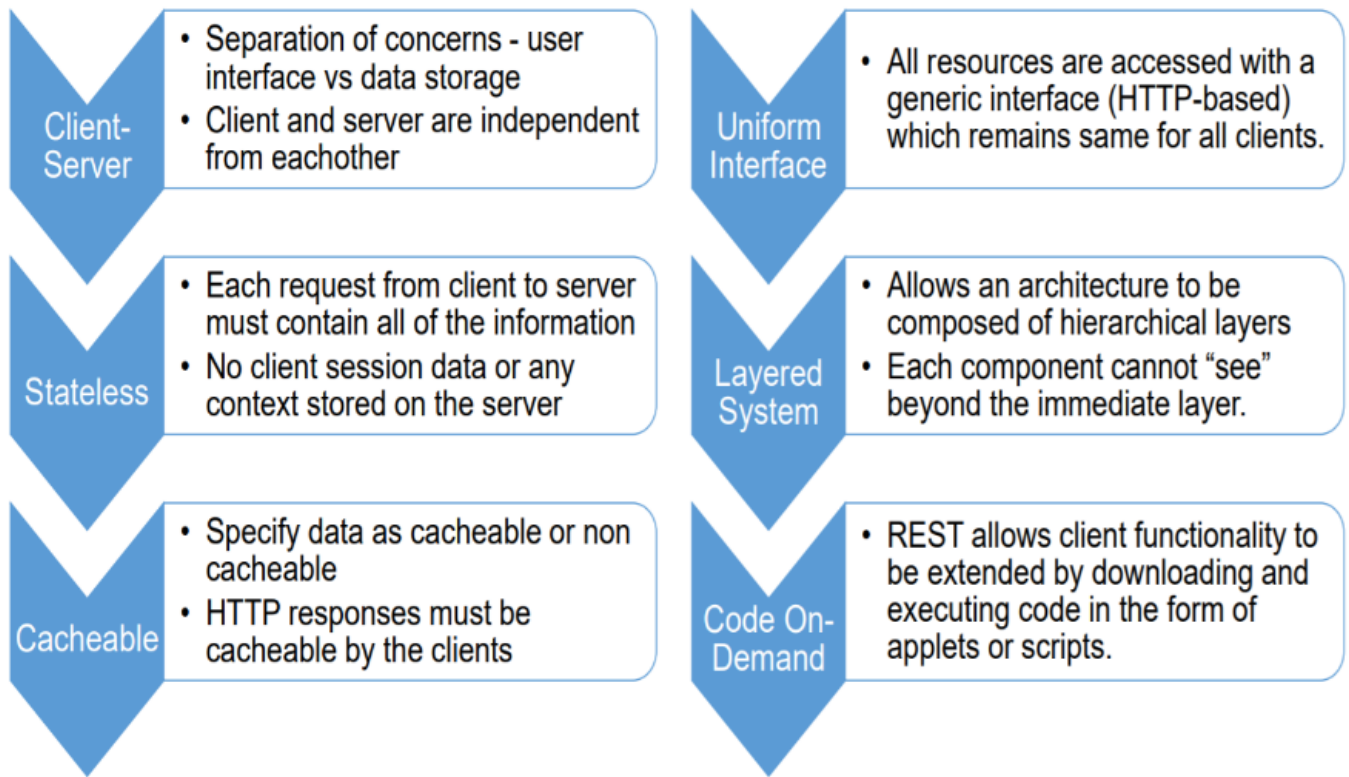 Client-
Server
• Separation of concerns - user
interface vs data storage
• Client and server are independent
from eachother
Stateless
• Each request from client to server
must contain all of the information
• No client session data or any
context stored on the server
Cacheable
• Specify data as cacheable or non
cacheable
• HTTP responses must be
cacheable by the clients
Uniform
Interface
• All resources are accessed with a
generic interface (HTTP-based)
which remains same for all clients.
Layered
System
• Allows an architecture to be
composed of hierarchical layers
• Each component cannot “see”
beyond the immediate layer.
Code On-
Demand
• REST allows client functionality to
be extended by downloading and
executing code in the form of
applets or scripts.